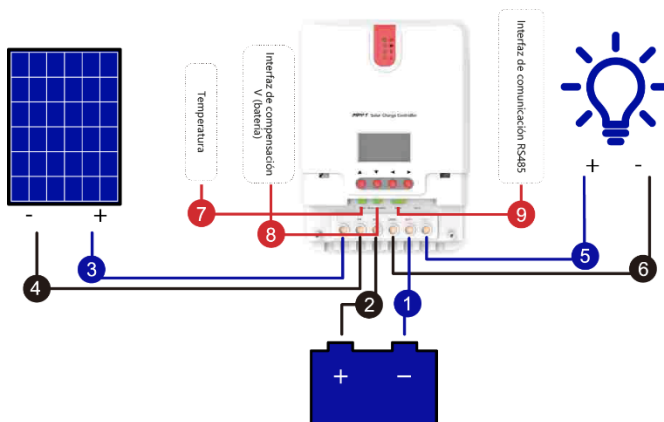 Temperatura
Interfaz de compensación
V (batería)
MPPT Solar Charge Controller
Interfaz de comunicación RS485
- +
+ -
7
8
9
3
4
2
1
5
6
+ −